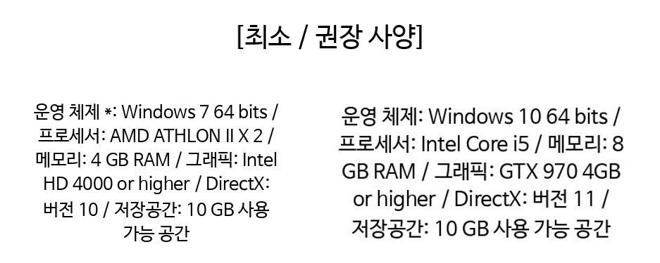 [최소 / 권장 사양]
운영 체제 *: Windows 7 64 bits /
프로세서: AMD ATHLON II X 2 /
메모리: 4 GB RAM / 그래픽: Intel
HD 4000 or higher / DirectX:
버전 10 / 저장공간: 10 GB 사용
가능 공간
운영 체제: Windows 10 64 bits /
프로세서: Intel Core i5 / 메모리: 8
GB RAM / 그래픽: GTX 970 4GB
or higher / DirectX: 버전 11 /
저장공간: 10 GB 사용 가능 공간